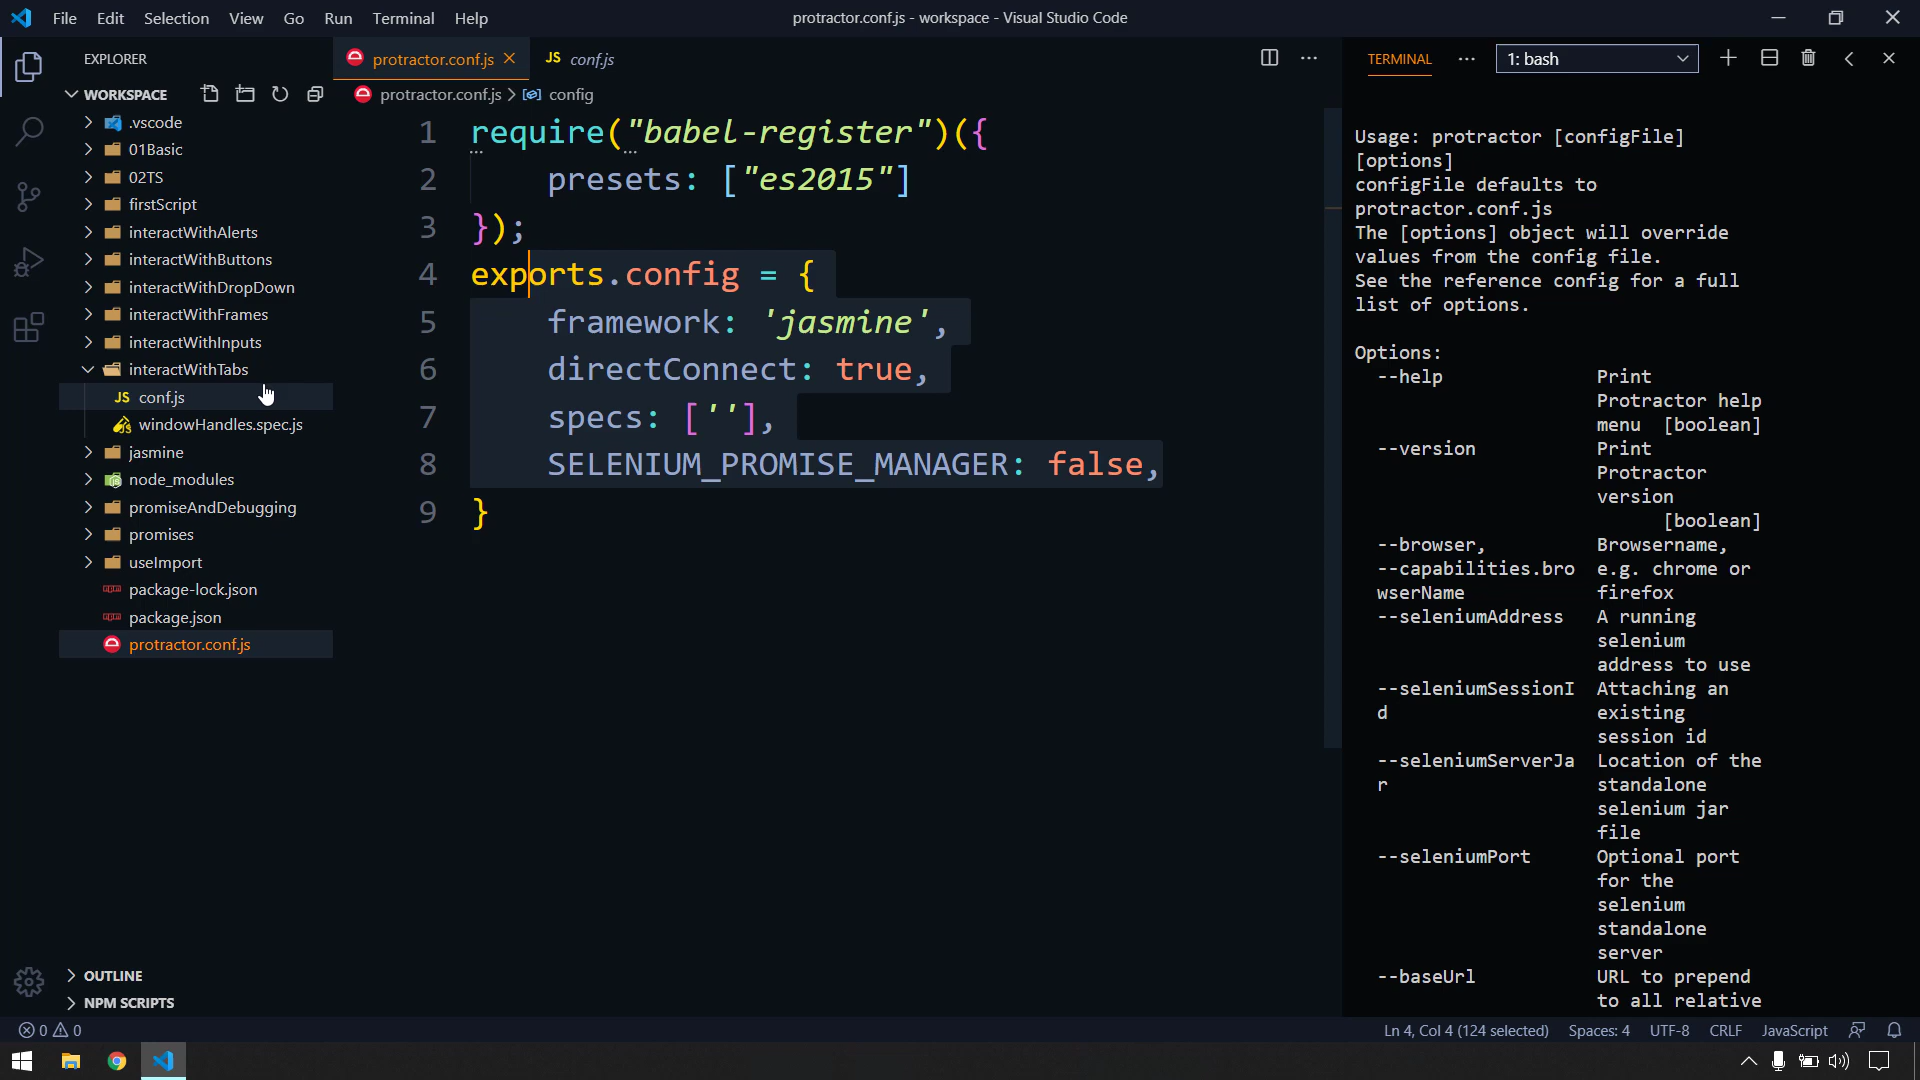 File Edit Selection View Go Run Terminal Help
protractor.conf.js - workspace - Visual Studio Code
EXPLORER
WORKSPACE
.vscode
01Basic
02TS
firstScript
interactWithAlerts
interactWithButtons
interactWithDropDown
interactWithFrames
interactWithInputs
interactWithTabs
JS conf.js
windowHandles.spec.js
jasmine
node_modules
promiseAndDebugging
promises
useImport
package-lock.json
package.json
protractor.conf.js
OUTLINE
NPM SCRIPTS
protractor.conf.js
JS conf.js
protractor.conf.js > config
1 require("babel-register")({
2 presets: ["es2015"]
3 });
4 exports.config = {
5 framework: 'jasmine',
6 directConnect: true,
7 specs: [''],
8 SELENIUM_PROMISE_MANAGER: false,
9 }
TERMINAL ··· 1: bash
Usage: protractor [configFile]
[options]
configFile defaults to
protractor.conf.js
The [options] object will override
values from the config file.
See the reference config for a full
list of options.
Options:
--help Print
Protractor help
menu [boolean]
--version Print
Protractor
version
[boolean]
--browser, Browsername,
--capabilities.bro e.g. chrome or
wserName firefox
--seleniumAddress A running
selenium
address to use
--seleniumSessionI Attaching an
d existing
session id
--seleniumServerJa Location of the
r standalone
selenium jar
file
--seleniumPort Optional port
for the
selenium
standalone
server
--baseUrl URL to prepend
to all relative
0 0
Ln 4, Col 4 (124 selected) Spaces: 4 UTF-8 CRLF JavaScript